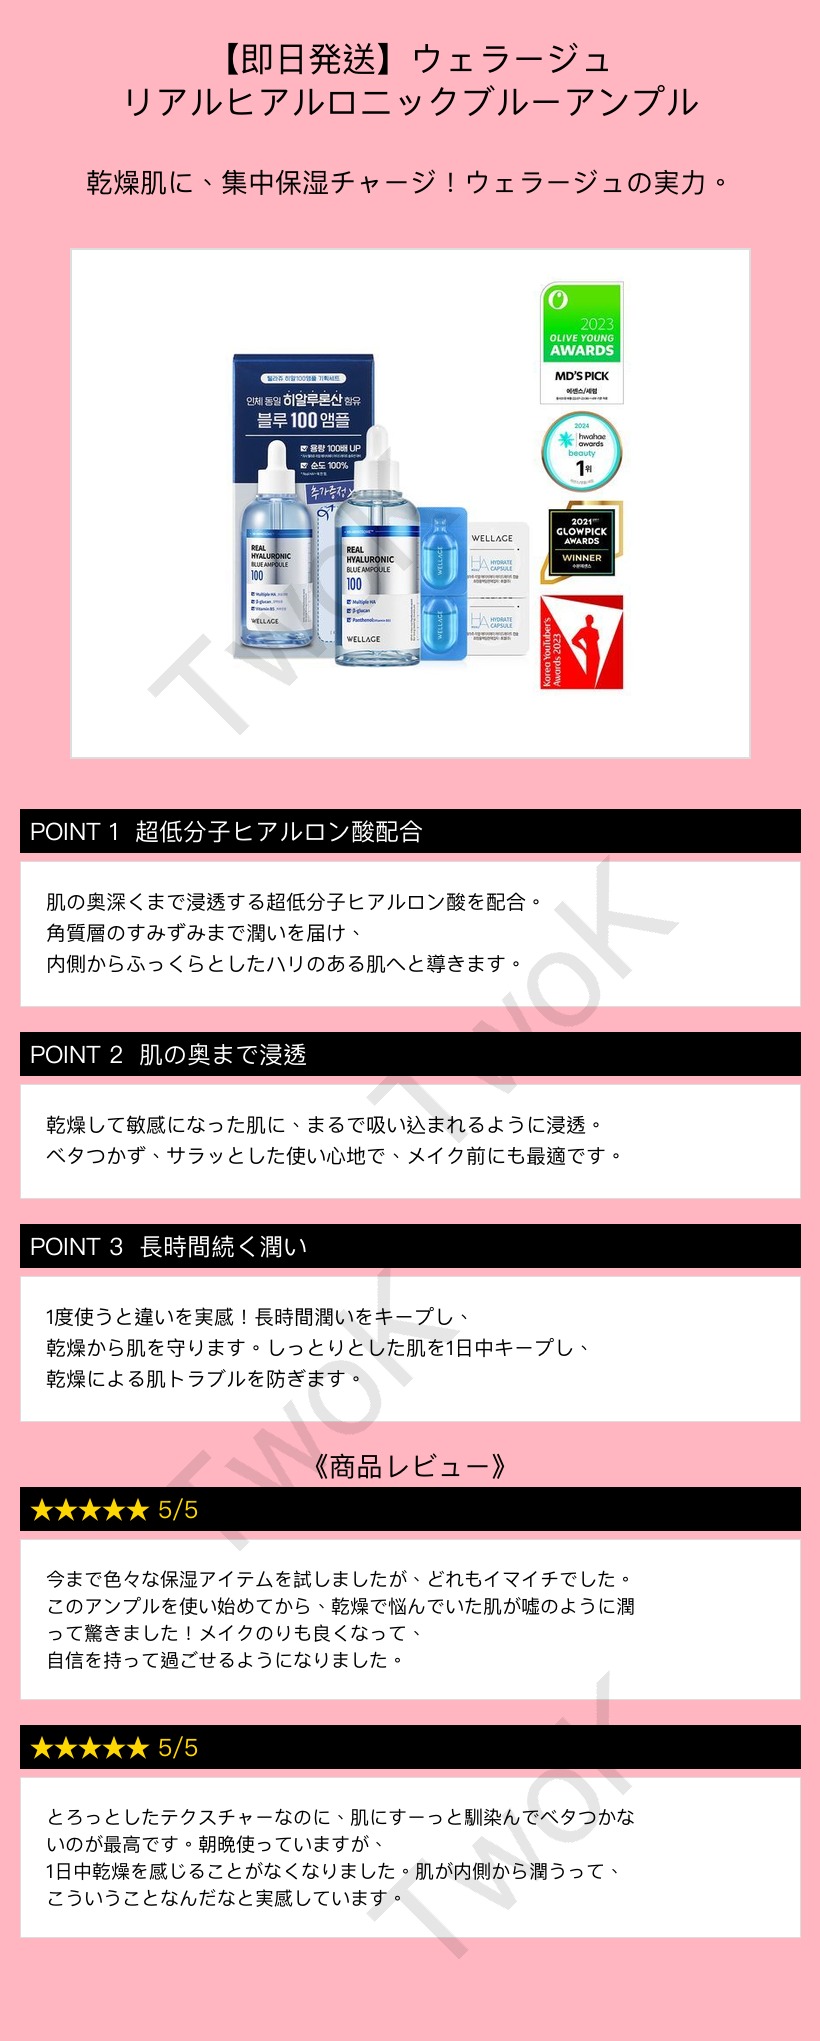 【即日発送】ウェラージュ
リアルヒアルロニックブルーアンプル
乾燥肌に、集中保湿チャージ！ウェラージュの実力。
웰라쥬 히알100앰플 기획세트
인체 동일 히알루론산 함유
블루 100 앰플
용량 100배 UP
순도 100%
추가증정
REAL
HYALURONIC
BLUE AMPOULE
100
Multiple HA
β-glucan
Vitamin B5
WELLAGE
REAL
HYALURONIC
BLUE AMPOULE
100
Multiple HA
β-glucan
Panthenol
WELLAGE
WELLAGE
WELLAGE
WELLAGE
HA HYDRATE
CAPSULE
HA HYDRATE
CAPSULE
2023
OLIVE YOUNG
AWARDS
MD'S PICK
에센스/세럼
2024
hwahae
awards
beauty
1위
2021
GLOWPICK
AWARDS
WINNER
수분에센스
Korea YouTuber's
Awards 2023
POINT 1 超低分子ヒアルロン酸配合
肌の奥深くまで浸透する超低分子ヒアルロン酸を配合。
角質層のすみずみまで潤いを届け、
内側からふっくらとしたハリのある肌へと導きます。
POINT 2 肌の奥まで浸透
乾燥して敏感になった肌に、まるで吸い込まれるように浸透。
ベタつかず、サラッとした使い心地で、メイク前にも最適です。
POINT 3 長時間続く潤い
1度使うと違いを実感！長時間潤いをキープし、
乾燥から肌を守ります。しっとりとした肌を1日中キープし、
乾燥による肌トラブルを防ぎます。
《商品レビュー》
★★★★★ 5/5
今まで色々な保湿アイテムを試しましたが、どれもイマイチでした。
このアンプルを使い始めてから、乾燥で悩んでいた肌が嘘のように潤
って驚きました！メイクのりも良くなって、
自信を持って過ごせるようになりました。
★★★★★ 5/5
とろっとしたテクスチャーなのに、肌にすーっと馴染んでベタつかな
いのが最高です。朝晩使っていますが、
1日中乾燥を感じることがなくなりました。肌が内側から潤うって、
こういうことなんだなと実感しています。
TwoK
TwoK
TwoK
TwoK